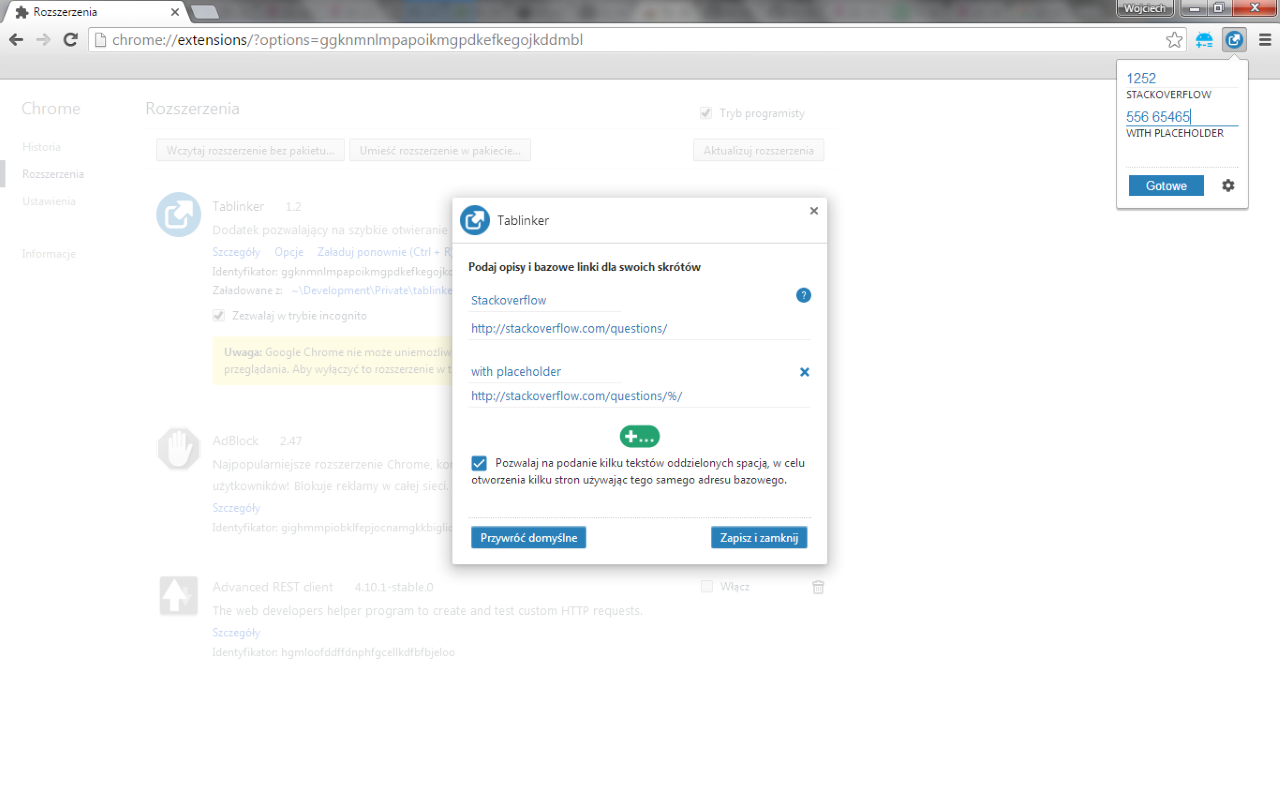 Rozszerzenia
Wojciech
chrome://extensions/?options=ggknmnlmpapoikmgpdkefkegojkddmbl
1252
STACKOVERFLOW
556 65465
WITH PLACEHOLDER
Gotowe
Chrome
Historia
Rozszerzenia
Ustawienia
Informacje
Rozszerzenia
Tryb programisty
Wczytaj rozszerzenie bez pakietu...
Umieść rozszerzenie w pakiecie...
Aktualizuj rozszerzenia
Tablinker 1.2
Dodatek pozwalający na szybkie otwieranie
Szczegóły Opcje Załaduj ponownie (Ctrl + R)
Identyfikator: ggknmnlmpapoikmgpdkefkegojkd
Załadowane z: ~\Development\Private\tablinke
Zezwalaj w trybie incognito
Uwaga: Google Chrome nie może uniemożliw
przeglądania. Aby wyłączyć to rozszerzenie w t
AdBlock 2.47
Najpopularniejsze rozszerzenie Chrome, kor
użytkowników! Blokuje reklamy w całej sieci.
Szczegóły
Identyfikator: gighmmpiobklfepjocnamgkkbiglid
Advanced REST client 4.10.1-stable.0
Włącz
The web developers helper program to create and test custom HTTP requests.
Szczegóły
Identyfikator: hgmloofddffdnphfgcellkdfbfbjeloo
Tablinker
Podaj opisy i bazowe linki dla swoich skrótów
Stackoverflow
?
http://stackoverflow.com/questions/
with placeholder
http://stackoverflow.com/questions/%/
+...
Pozwalaj na podanie kilku tekstów oddzielonych spacją, w celu
otworzenia kilku stron używając tego samego adresu bazowego.
Przywróć domyślne
Zapisz i zamknij